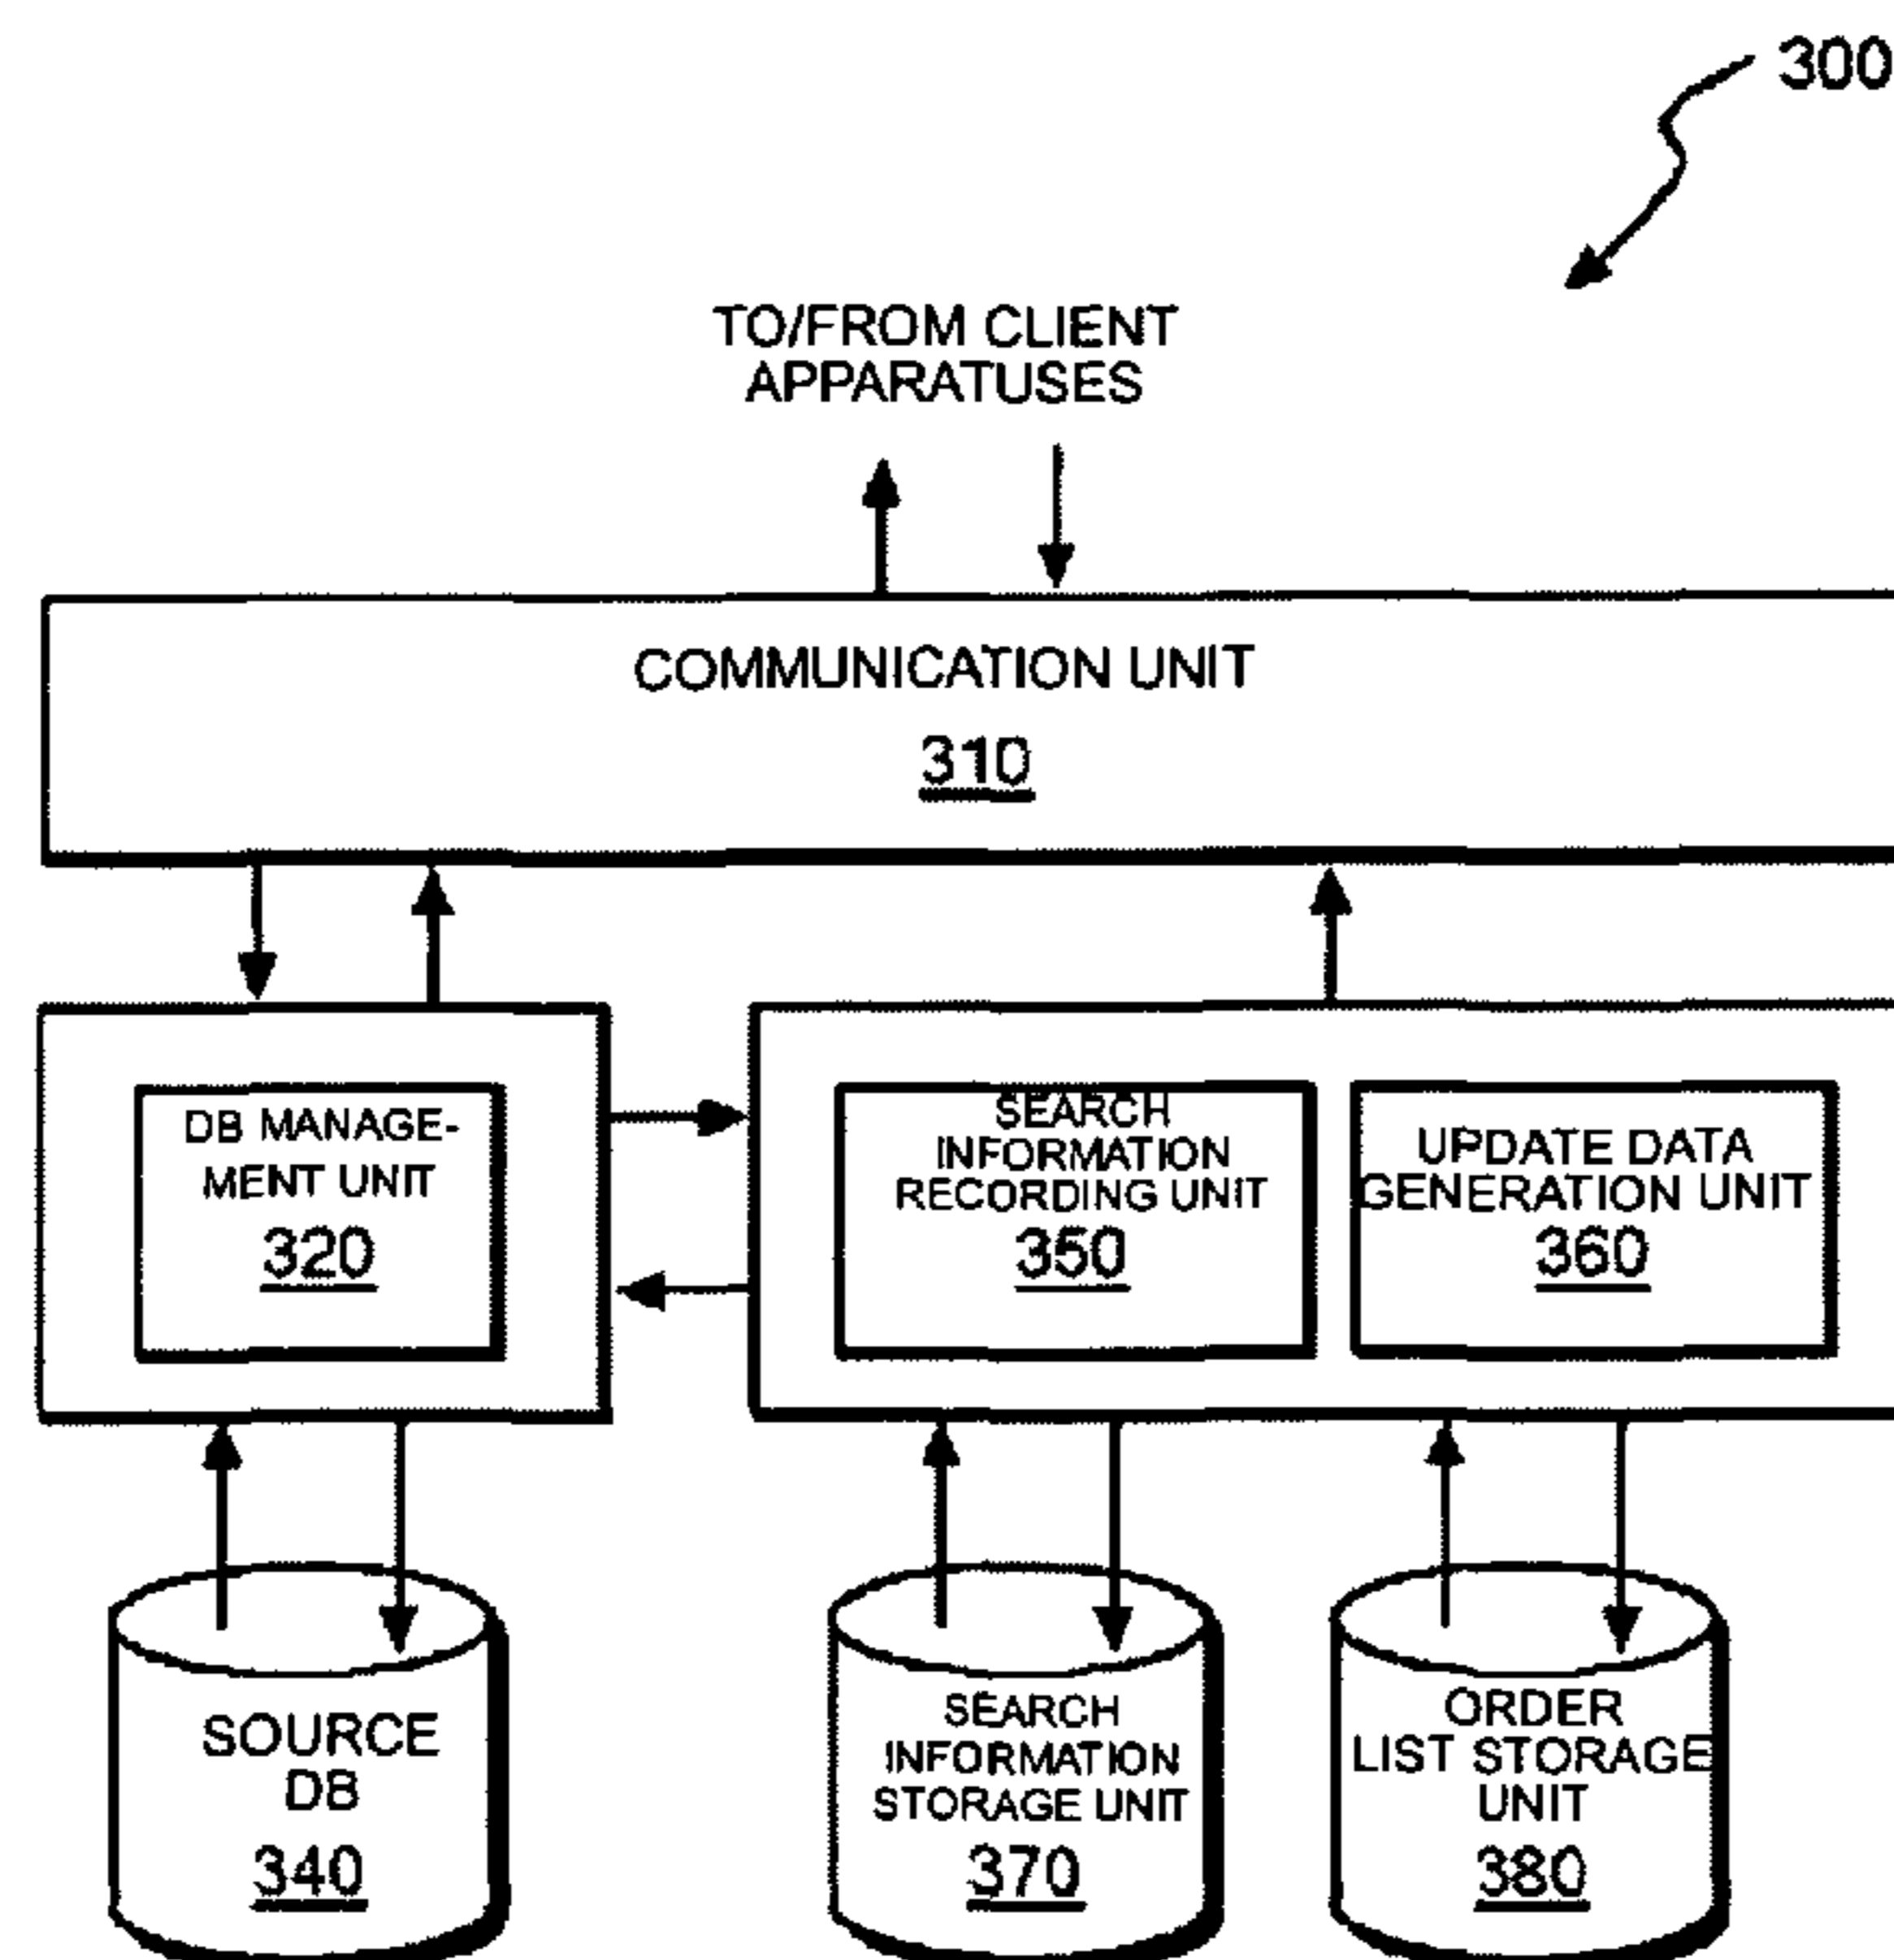 300
TO/FROM CLIENT
APPARATUSES
COMMUNICATION UNIT
310
DB MANAGE-
MENT UNIT
320
SEARCH
INFORMATION
RECORDING UNIT
350
UPDATE DATA
GENERATION UNIT
360
SOURCE
DB
340
SEARCH
INFORMATION
STORAGE UNIT
370
ORDER
LIST STORAGE
UNIT
380